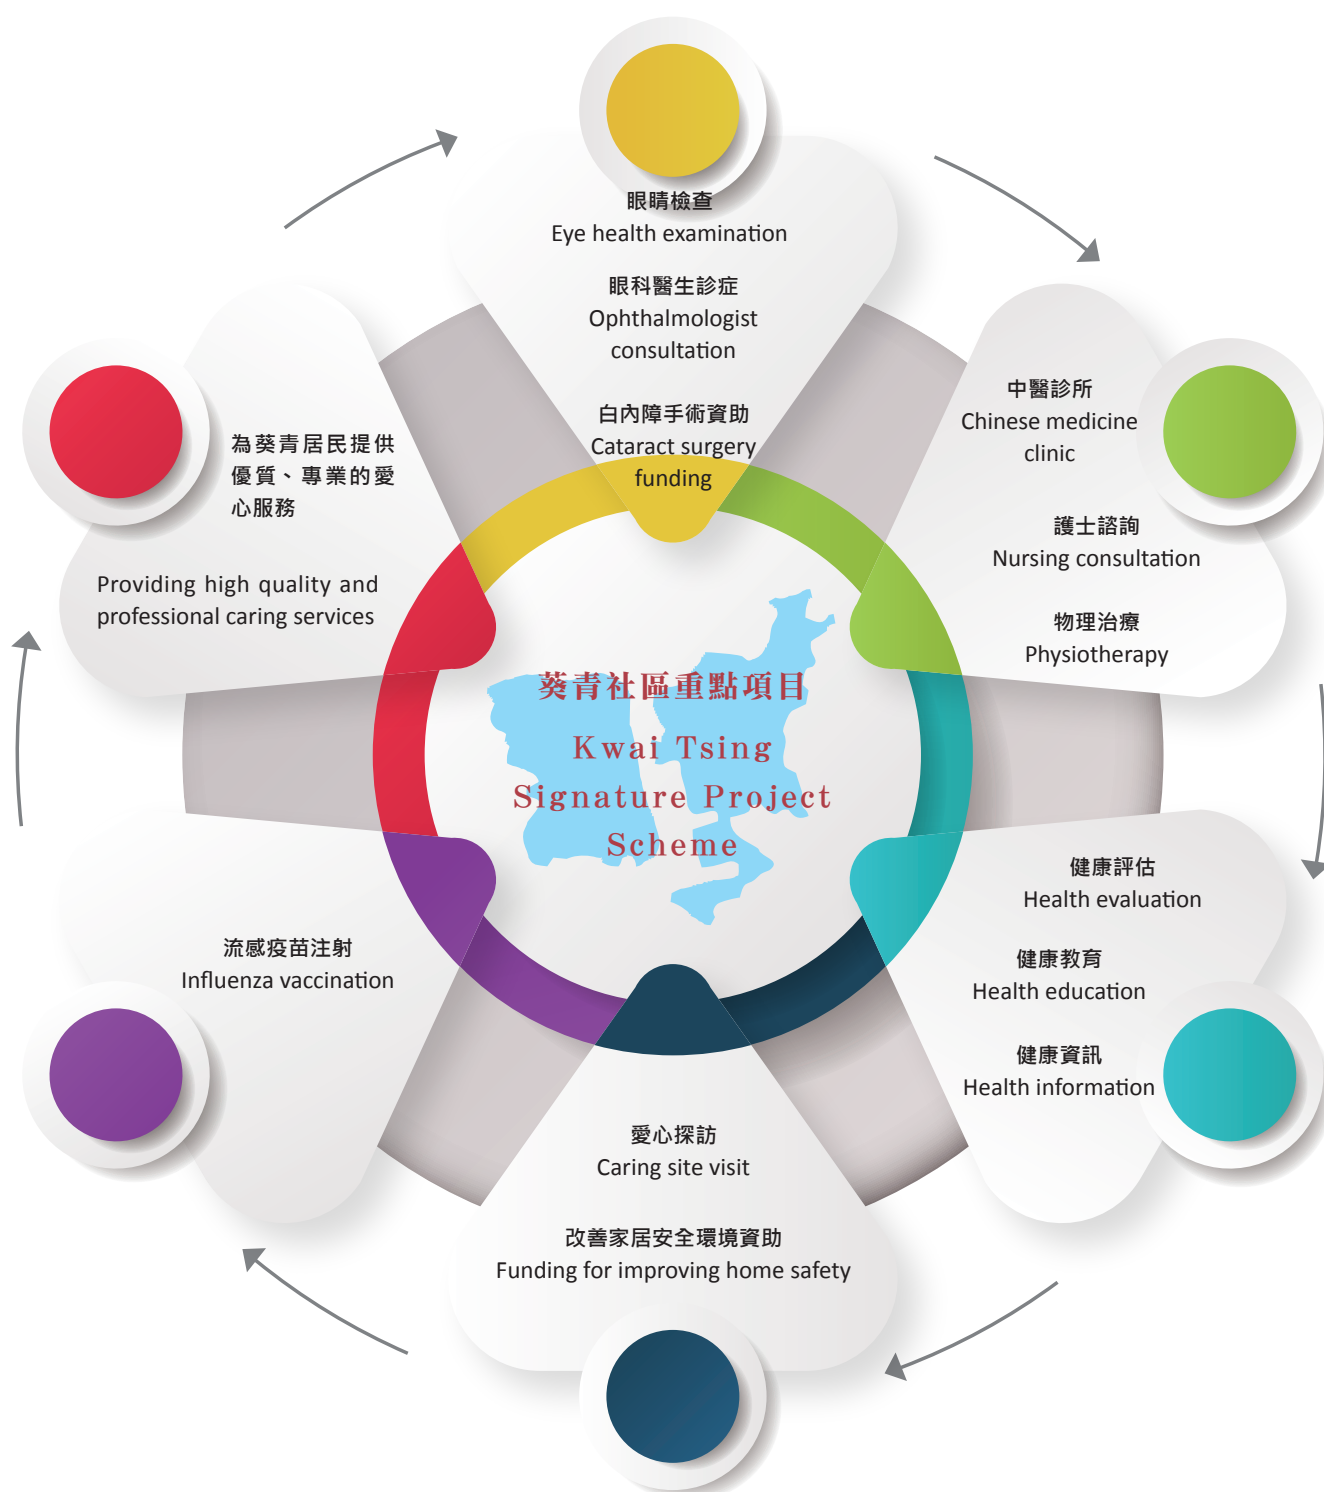 眼睛檢查
Eye health examination
眼科醫生診症
Ophthalmologist
consultation
白內障手術資助
Cataract surgery
funding
中醫診所
Chinese medicine
clinic
護士諮詢
Nursing consultation
物理治療
Physiotherapy
健康評估
Health evaluation
健康教育
Health education
健康資訊
Health information
愛心探訪
Caring site visit
改善家居安全環境資助
Funding for improving home safety
流感疫苗注射
Influenza vaccination
為葵青居民提供
優質、專業的愛
心服務
Providing high quality and
professional caring services
葵青社區重點項目
Kwai Tsing
Signature Project
Scheme